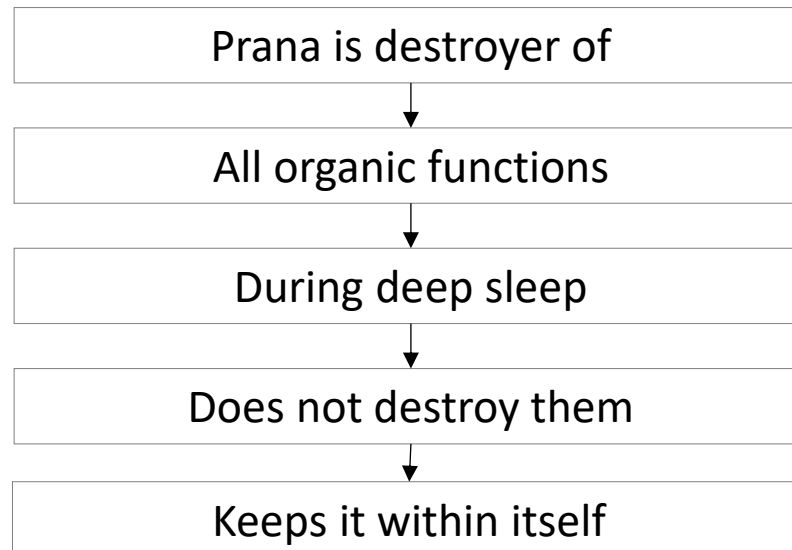 Prana is destroyer of
All organic functions
During deep sleep
Does not destroy them
Keeps it within itself